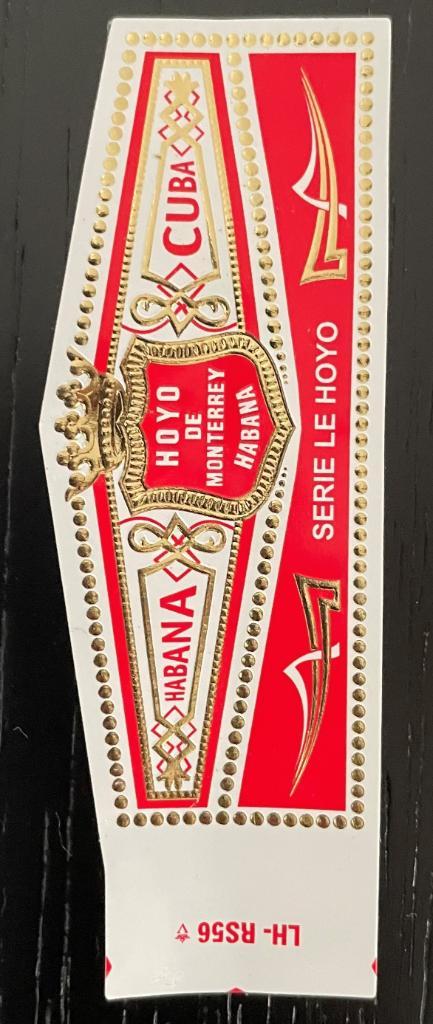 HABANA
CUBA
HOYO
DE
MONTERREY
HABANA
SERIE LE HOYO
LH- RS56